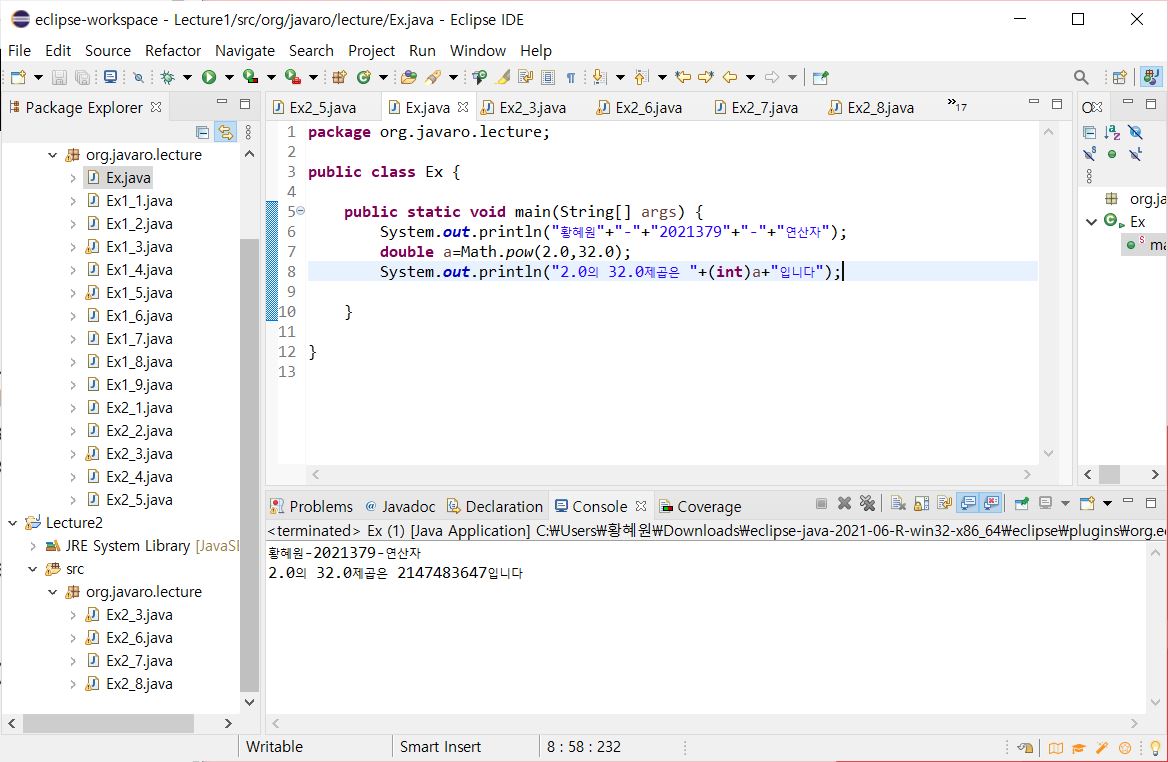 eclipse-workspace - Lecture1/src/org/javaro/lecture/Ex.java - Eclipse IDE
File Edit Source Refactor Navigate Search Project Run Window Help
Package Explorer
org.javaro.lecture
Ex.java
Ex1_1.java
Ex1_2.java
Ex1_3.java
Ex1_4.java
Ex1_5.java
Ex1_6.java
Ex1_7.java
Ex1_8.java
Ex1_9.java
Ex2_1.java
Ex2_2.java
Ex2_3.java
Ex2_4.java
Ex2_5.java
Lecture2
JRE System Library [JavaSE
src
org.javaro.lecture
Ex2_3.java
Ex2_6.java
Ex2_7.java
Ex2_8.java
Ex2_5.java Ex.java Ex2_3.java Ex2_6.java Ex2_7.java Ex2_8.java »17
1 package org.javaro.lecture;
2
3 public class Ex {
4
5 public static void main(String[] args) {
6 System.out.println("황혜원"+"-"+"2021379"+"-"+"연산자");
7 double a=Math.pow(2.0,32.0);
8 System.out.println("2.0의 32.0제곱은 "+(int)a+"입니다");
9
10 }
11
12 }
13
org.ja
Ex
ma
Problems @ Javadoc Declaration Console Coverage
<terminated> Ex (1) [Java Application] C:₩Users₩황혜원₩Downloads₩eclipse-java-2021-06-R-win32-x86_64₩eclipse₩plugins₩org.ec
황혜원-2021379-연산자
2.0의 32.0제곱은 2147483647입니다
Writable Smart Insert 8 : 58 : 232